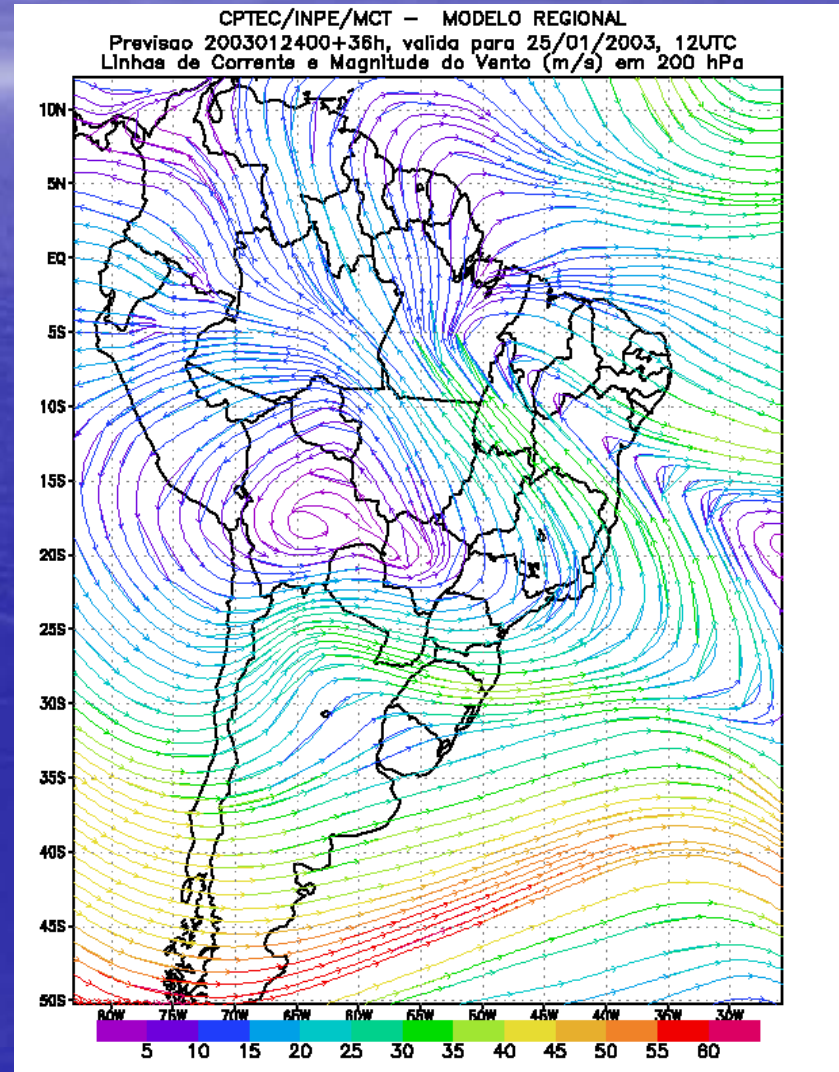 CPTEC/INPE/MCT – MODELO REGIONAL
Previsao 2003012400+36h, valida para 25/01/2003, 12UTC
Linhas de Corrente e Magnitude do Vento (m/s) em 200 hPa
10N
5N
EQ
5S
10S
15S
20S
25S
30S
35S
40S
45S
50S
80W 75W 70W 65W 60W 55W 50W 45W 40W 35W 30W
5 10 15 20 25 30 35 40 45 50 55 60